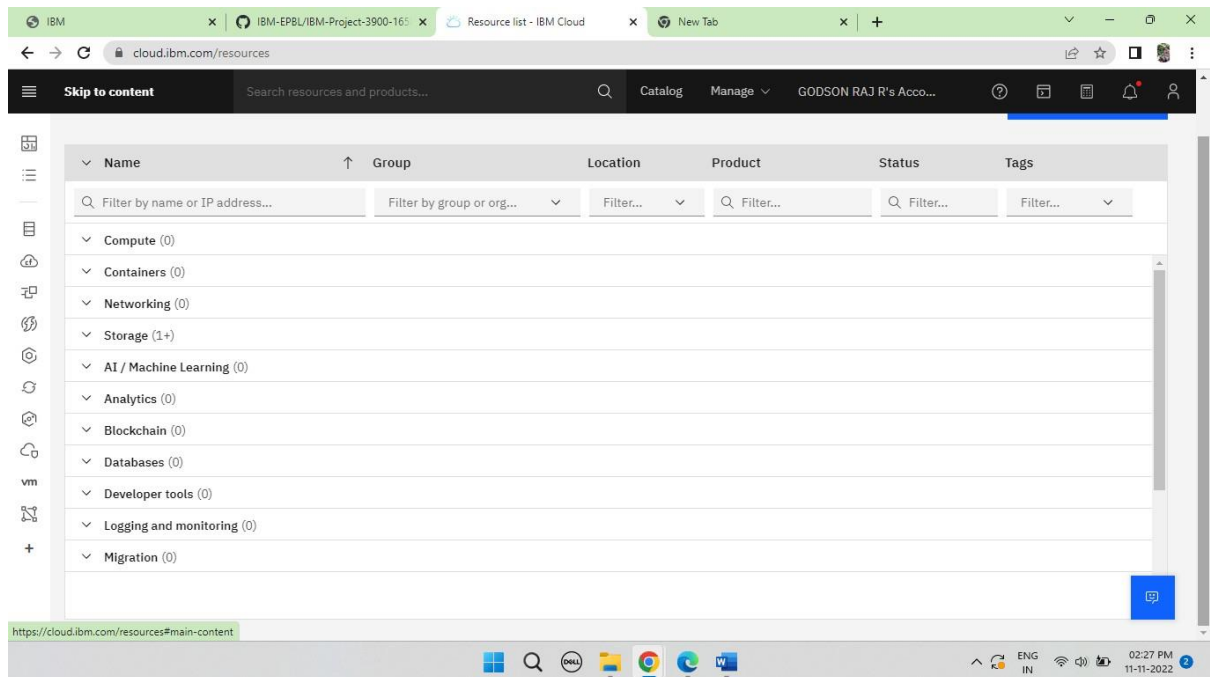 IBM
IBM-EPBL/IBM-Project-3900-165
Resource list - IBM Cloud
New Tab
cloud.ibm.com/resources
Skip to content
Search resources and products...
Catalog
Manage
GODSON RAJ R's Acco...
Name
Group
Location
Product
Status
Tags
Filter by name or IP address...
Filter by group or org...
Filter...
Filter...
Filter...
Filter...
Compute (0)
Containers (0)
Networking (0)
Storage (1+)
AI / Machine Learning (0)
Analytics (0)
Blockchain (0)
Databases (0)
vm
Developer tools (0)
Logging and monitoring (0)
Migration (0)
https://cloud.ibm.com/resources#main-content
DELL
W
ENG
IN
02:27 PM
11-11-2022
2